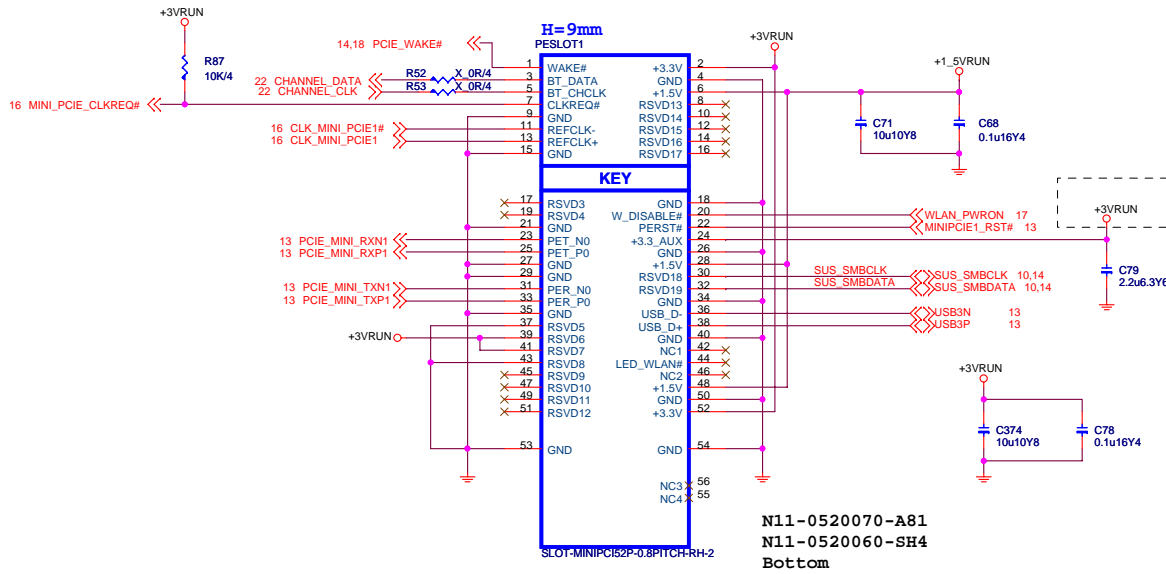 +3VRUN
R87
10K/4
16 MINI_PCIE_CLKREQ#
14,18 PCIE_WAKE#
22 CHANNEL_DATA
22 CHANNEL_CLK
R52
X_0R/4
R53
X_0R/4
16 CLK_MINI_PCIE1#
16 CLK_MINI_PCIE1
13 PCIE_MINI_RXN1
13 PCIE_MINI_RXP1
13 PCIE_MINI_TXN1
13 PCIE_MINI_TXP1
+3VRUN
H=9mm
PESLOT1
1 WAKE#
3 BT_DATA
5 BT_CHCLK
7 CLKREQ#
9 GND
11 REFCLK-
13 REFCLK+
15 GND
+3.3V 2
GND 4
+1.5V 6
RSVD13 8
RSVD14 10
RSVD15 12
RSVD16 14
RSVD17 16
KEY
17 RSVD3
19 RSVD4
21 GND
23 PET_N0
25 PET_P0
27 GND
29 GND
31 PER_N0
33 PER_P0
35 GND
37 RSVD5
39 RSVD6
41 RSVD7
43 RSVD8
45 RSVD9
47 RSVD10
49 RSVD11
51 RSVD12
53 GND
GND 18
W_DISABLE# 20
PERST# 22
+3.3_AUX 24
GND 26
+1.5V 28
RSVD18 30
RSVD19 32
GND 34
USB_D- 36
USB_D+ 38
GND 40
NC1 42
LED_WLAN# 44
NC2 46
+1.5V 48
GND 50
+3.3V 52
GND 54
NC3 56
NC4 55
SLOT-MINIPCI52P-0.8PITCH-RH-2
+3VRUN
+1_5VRUN
C71
10u10Y8
C68
0.1u16Y4
WLAN_PWRON 17
MINIPCIE1_RST# 13
SUS_SMBCLK
SUS_SMBCLK 10,14
SUS_SMBDATA
SUS_SMBDATA 10,14
USB3N 13
USB3P 13
+3VRUN
C79
2.2u6.3Y6
+3VRUN
C374
10u10Y8
C78
0.1u16Y4
N11-0520070-A81
N11-0520060-SH4
Bottom